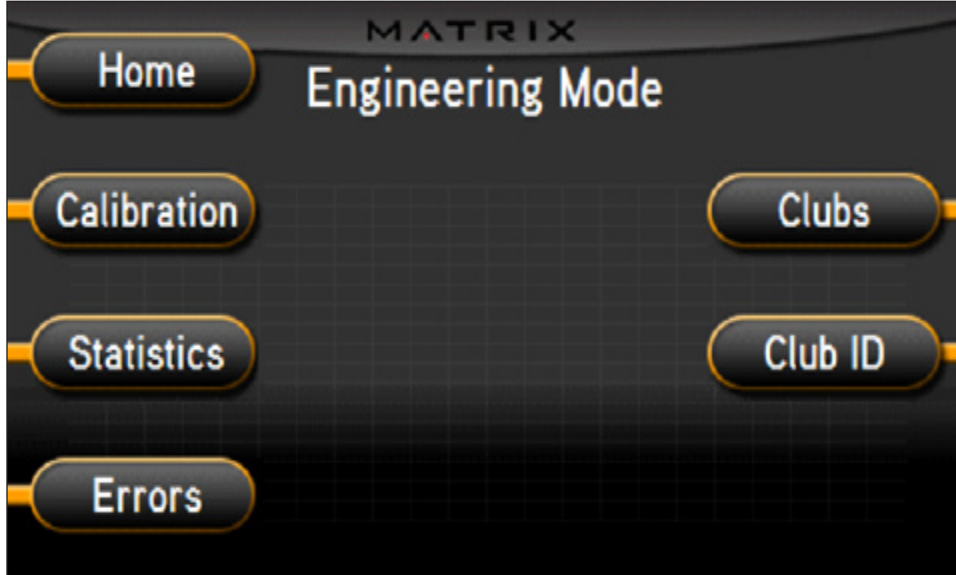 MATRIX
Home
Engineering Mode
Calibration
Clubs
Statistics
Club ID
Errors